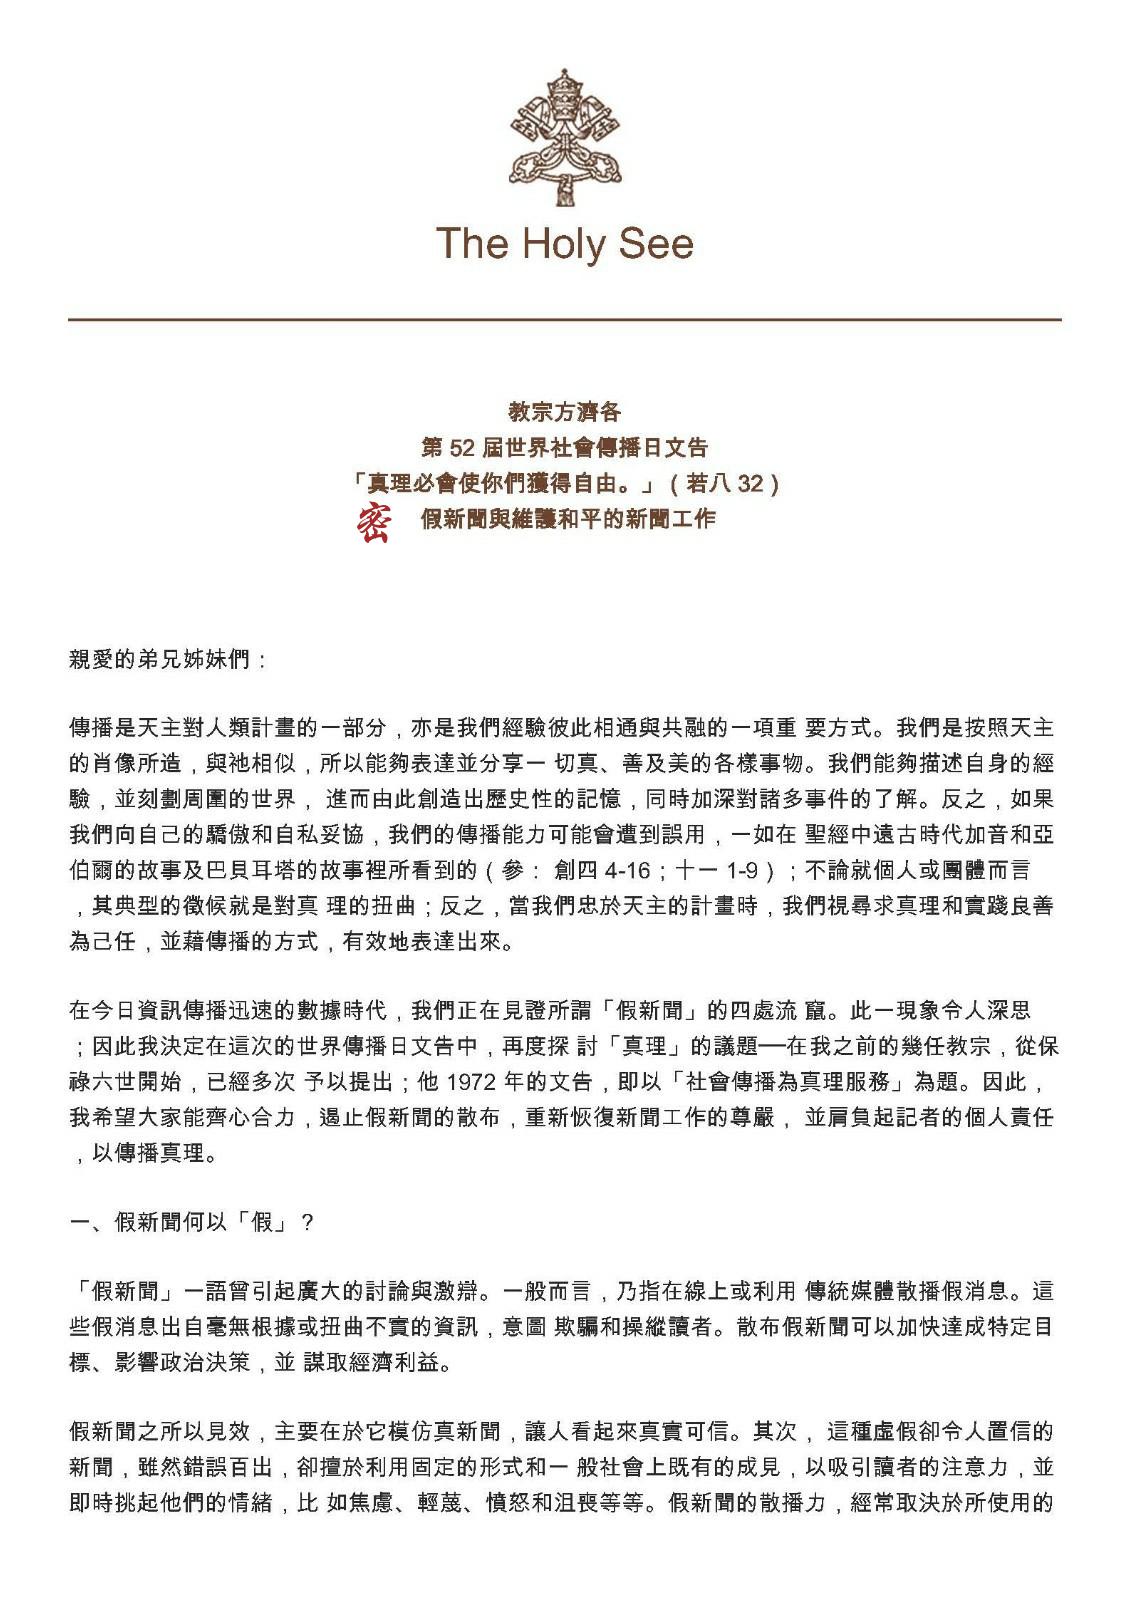 The Holy See
教宗方濟各
第 52 屆世界社會傳播日文告
「真理必會使你們獲得自由。」（若八 32）
密 假新聞與維護和平的新聞工作
親愛的弟兄姊妹們：
傳播是天主對人類計畫的一部分，亦是我們經驗彼此相通與共融的一項重 要方式。我們是按照天主
的肖像所造，與祂相似，所以能夠表達並分享一 切真、善及美的各樣事物。我們能夠描述自身的經
驗，並刻劃周圍的世界， 進而由此創造出歷史性的記憶，同時加深對諸多事件的了解。反之，如果
我們向自己的驕傲和自私妥協，我們的傳播能力可能會遭到誤用，一如在 聖經中遠古時代加音和亞
伯爾的故事及巴貝耳塔的故事裡所看到的（參： 創四 4-16；十一 1-9）；不論就個人或團體而言
，其典型的徵候就是對真 理的扭曲；反之，當我們忠於天主的計畫時，我們視尋求真理和實踐良善
為己任，並藉傳播的方式，有效地表達出來。
在今日資訊傳播迅速的數據時代，我們正在見證所謂「假新聞」的四處流 竄。此一現象令人深思
；因此我決定在這次的世界傳播日文告中，再度探 討「真理」的議題──在我之前的幾任教宗，從保
祿六世開始，已經多次 予以提出；他 1972 年的文告，即以「社會傳播為真理服務」為題。因此，
我希望大家能齊心合力，遏止假新聞的散布，重新恢復新聞工作的尊嚴， 並肩負起記者的個人責任
，以傳播真理。
一、假新聞何以「假」？
「假新聞」一語曾引起廣大的討論與激辯。一般而言，乃指在線上或利用 傳統媒體散播假消息。這
些假消息出自毫無根據或扭曲不實的資訊，意圖 欺騙和操縱讀者。散布假新聞可以加快達成特定目
標、影響政治決策，並 謀取經濟利益。
假新聞之所以見效，主要在於它模仿真新聞，讓人看起來真實可信。其次， 這種虛假卻令人置信的
新聞，雖然錯誤百出，卻擅於利用固定的形式和一 般社會上既有的成見，以吸引讀者的注意力，並
即時挑起他們的情緒，比 如焦慮、輕蔑、憤怒和沮喪等等。假新聞的散播力，經常取決於所使用的